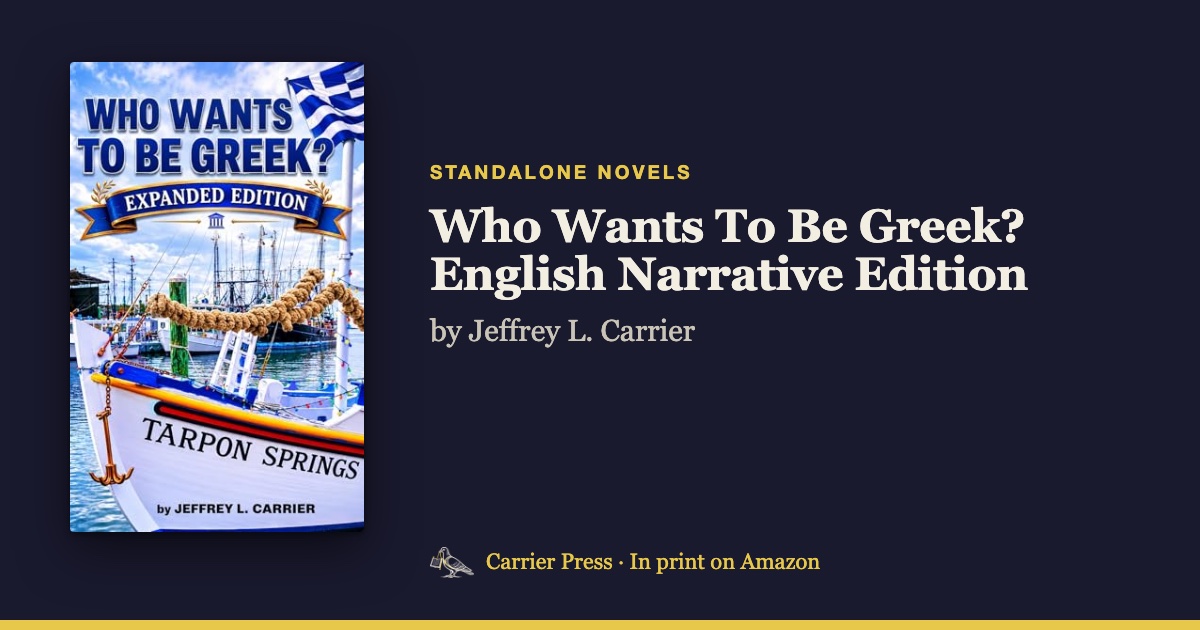 WHO WANTS
TO BE GREEK?
EXPANDED EDITION
TARPON SPRINGS
by JEFFREY L. CARRIER
STANDALONE NOVELS
Who Wants To Be Greek?
English Narrative Edition
by Jeffrey L. Carrier
Carrier Press · In print on Amazon